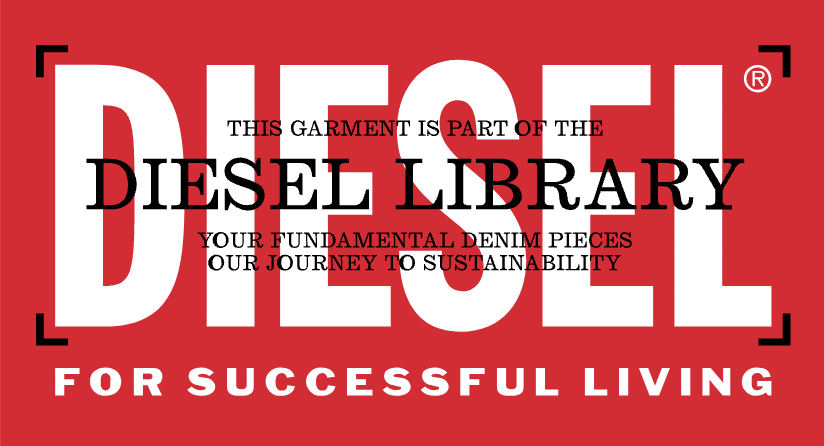 DIESEL®
THIS GARMENT IS PART OF THE
DIESEL LIBRARY
YOUR FUNDAMENTAL DENIM PIECES
OUR JOURNEY TO SUSTAINABILITY
FOR SUCCESSFUL LIVING